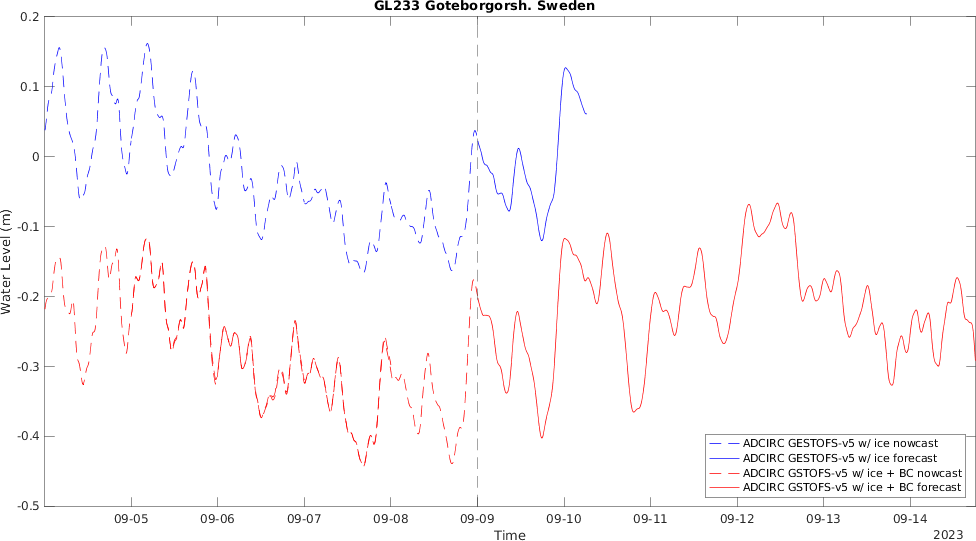 GL233 Goteborgorsh. Sweden
0.2
0.1
0
-0.1
-0.2
-0.3
-0.4
-0.5
Water Level (m)
ADCIRC GESTOFS-v5 w/ ice nowcast
ADCIRC GESTOFS-v5 w/ ice forecast
ADCIRC GSTOFS-v5 w/ ice + BC nowcast
ADCIRC GSTOFS-v5 w/ ice + BC forecast
09-05 09-06 09-07 09-08 09-09 09-10 09-11 09-12 09-13 09-14
Time
2023